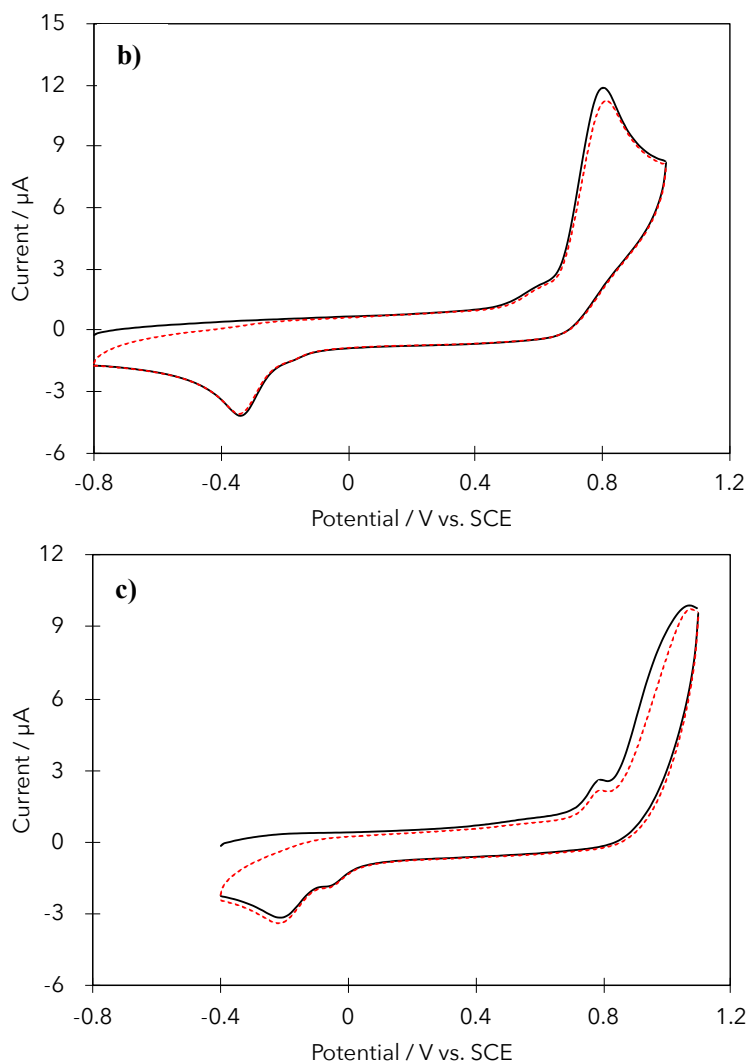 b)
15
12
9
6
3
0
-3
-6
Current / µA
-0.8 -0.4 0 0.4 0.8 1.2
Potential / V vs. SCE
c)
12
9
6
3
0
-3
-6
Current / µA
-0.8 -0.4 0 0.4 0.8 1.2
Potential / V vs. SCE